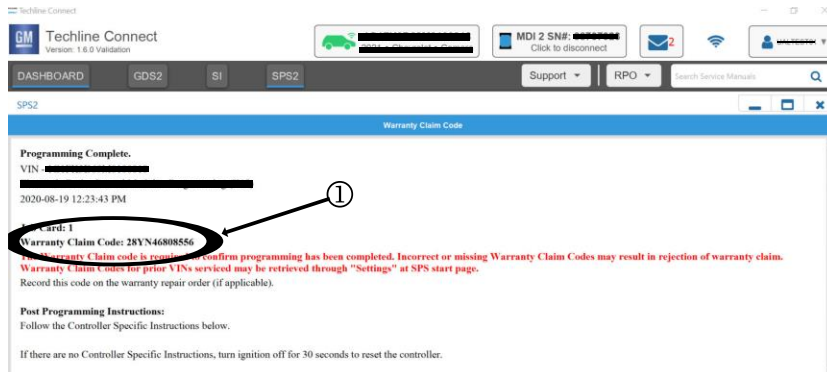 Techline Connect
GM
Techline Connect
Version: 1.6.0 Validation
MDI 2 SN#:
Click to disconnect
2
DASHBOARD GDS2 SI SPS2 Support RPO Search Service Manuals
SPS2
Warranty Claim Code
Programming Complete.
VIN -
2020-08-19 12:23:43 PM
1
Card: 1
Warranty Claim Code: 28YN46808556
Warranty Claim code is required to confirm programming has been completed. Incorrect or missing Warranty Claim Codes may result in rejection of warranty claim.
Warranty Claim Codes for prior VINs serviced may be retrieved through "Settings" at SPS start page.
Record this code on the warranty repair order (if applicable).
Post Programming Instructions:
Follow the Controller Specific Instructions below.
If there are no Controller Specific Instructions, turn ignition off for 30 seconds to reset the controller.